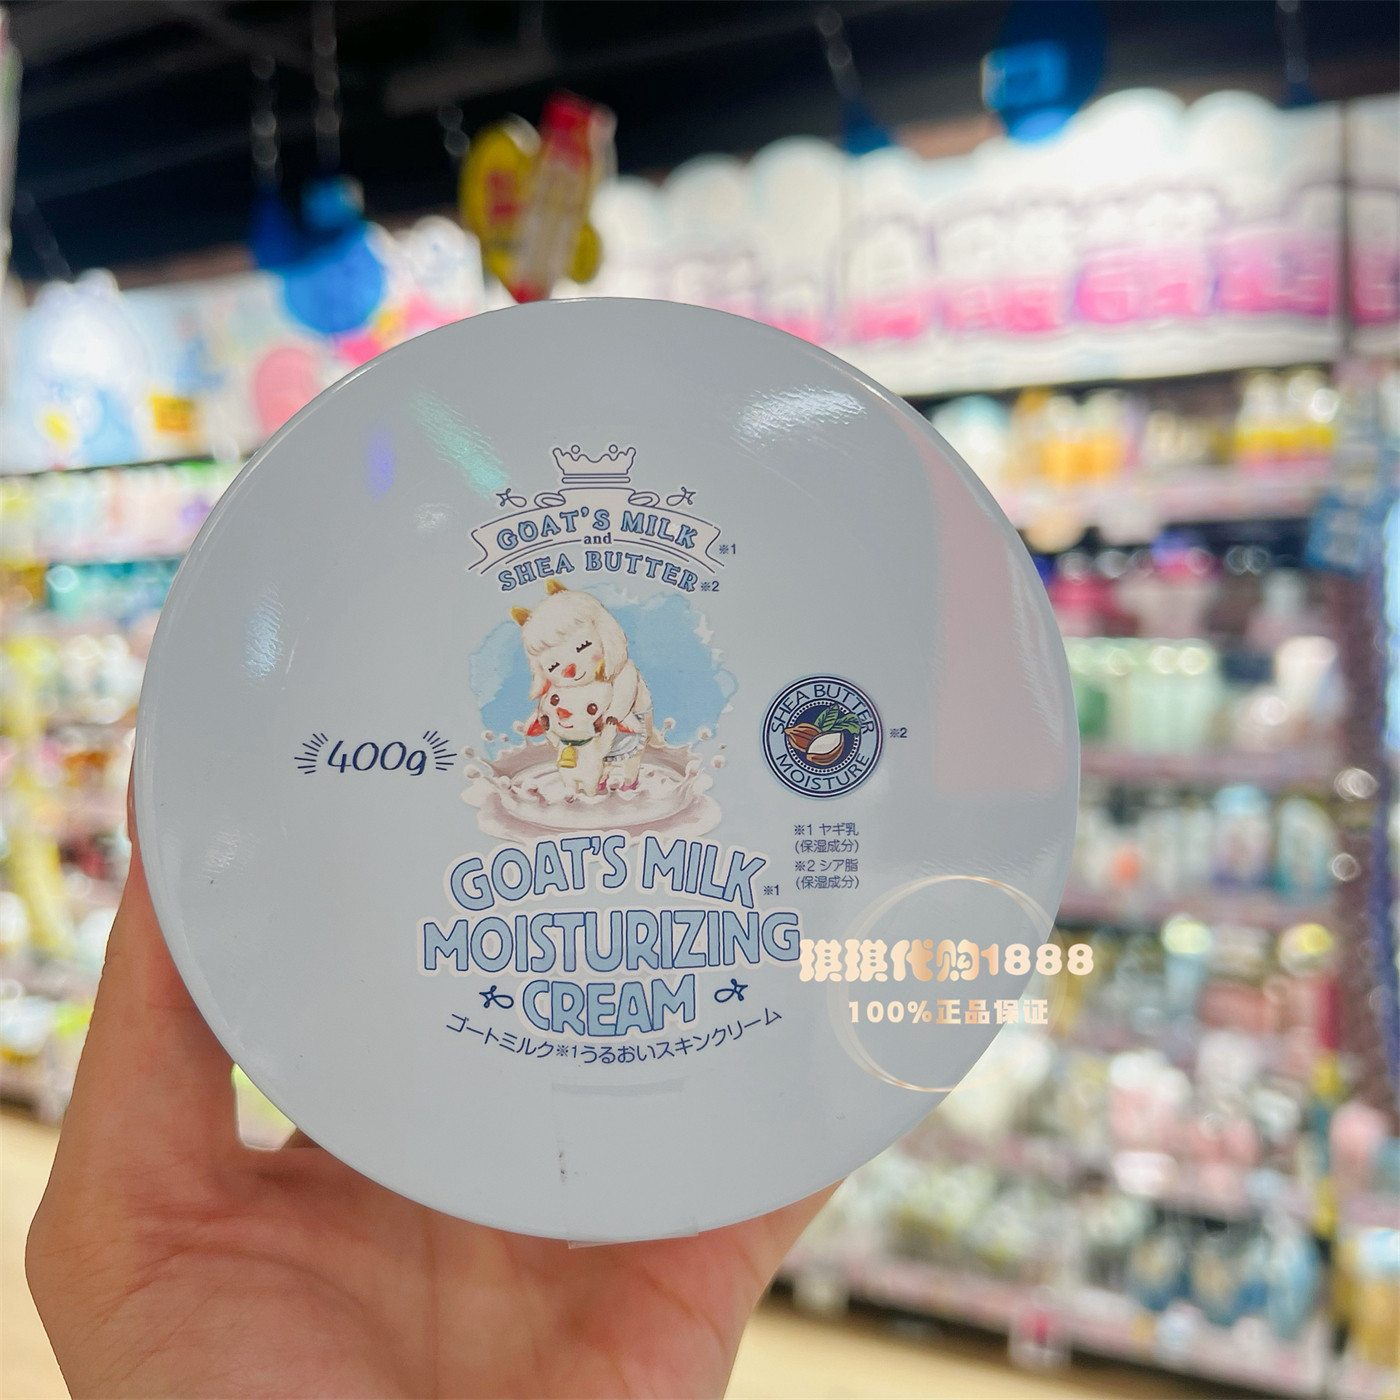 GOAT'S MILK ※1
and
SHEA BUTTER ※2
400g
SHEA BUTTER
MOISTURE
※2
※1 ヤギ乳
(保湿成分)
※2 シア脂
(保湿成分)
GOAT'S MILK ※1
MOISTURIZING
CREAM
ゴートミルク※1うるおいスキンクリーム
琪琪代购1888
100%正品保证